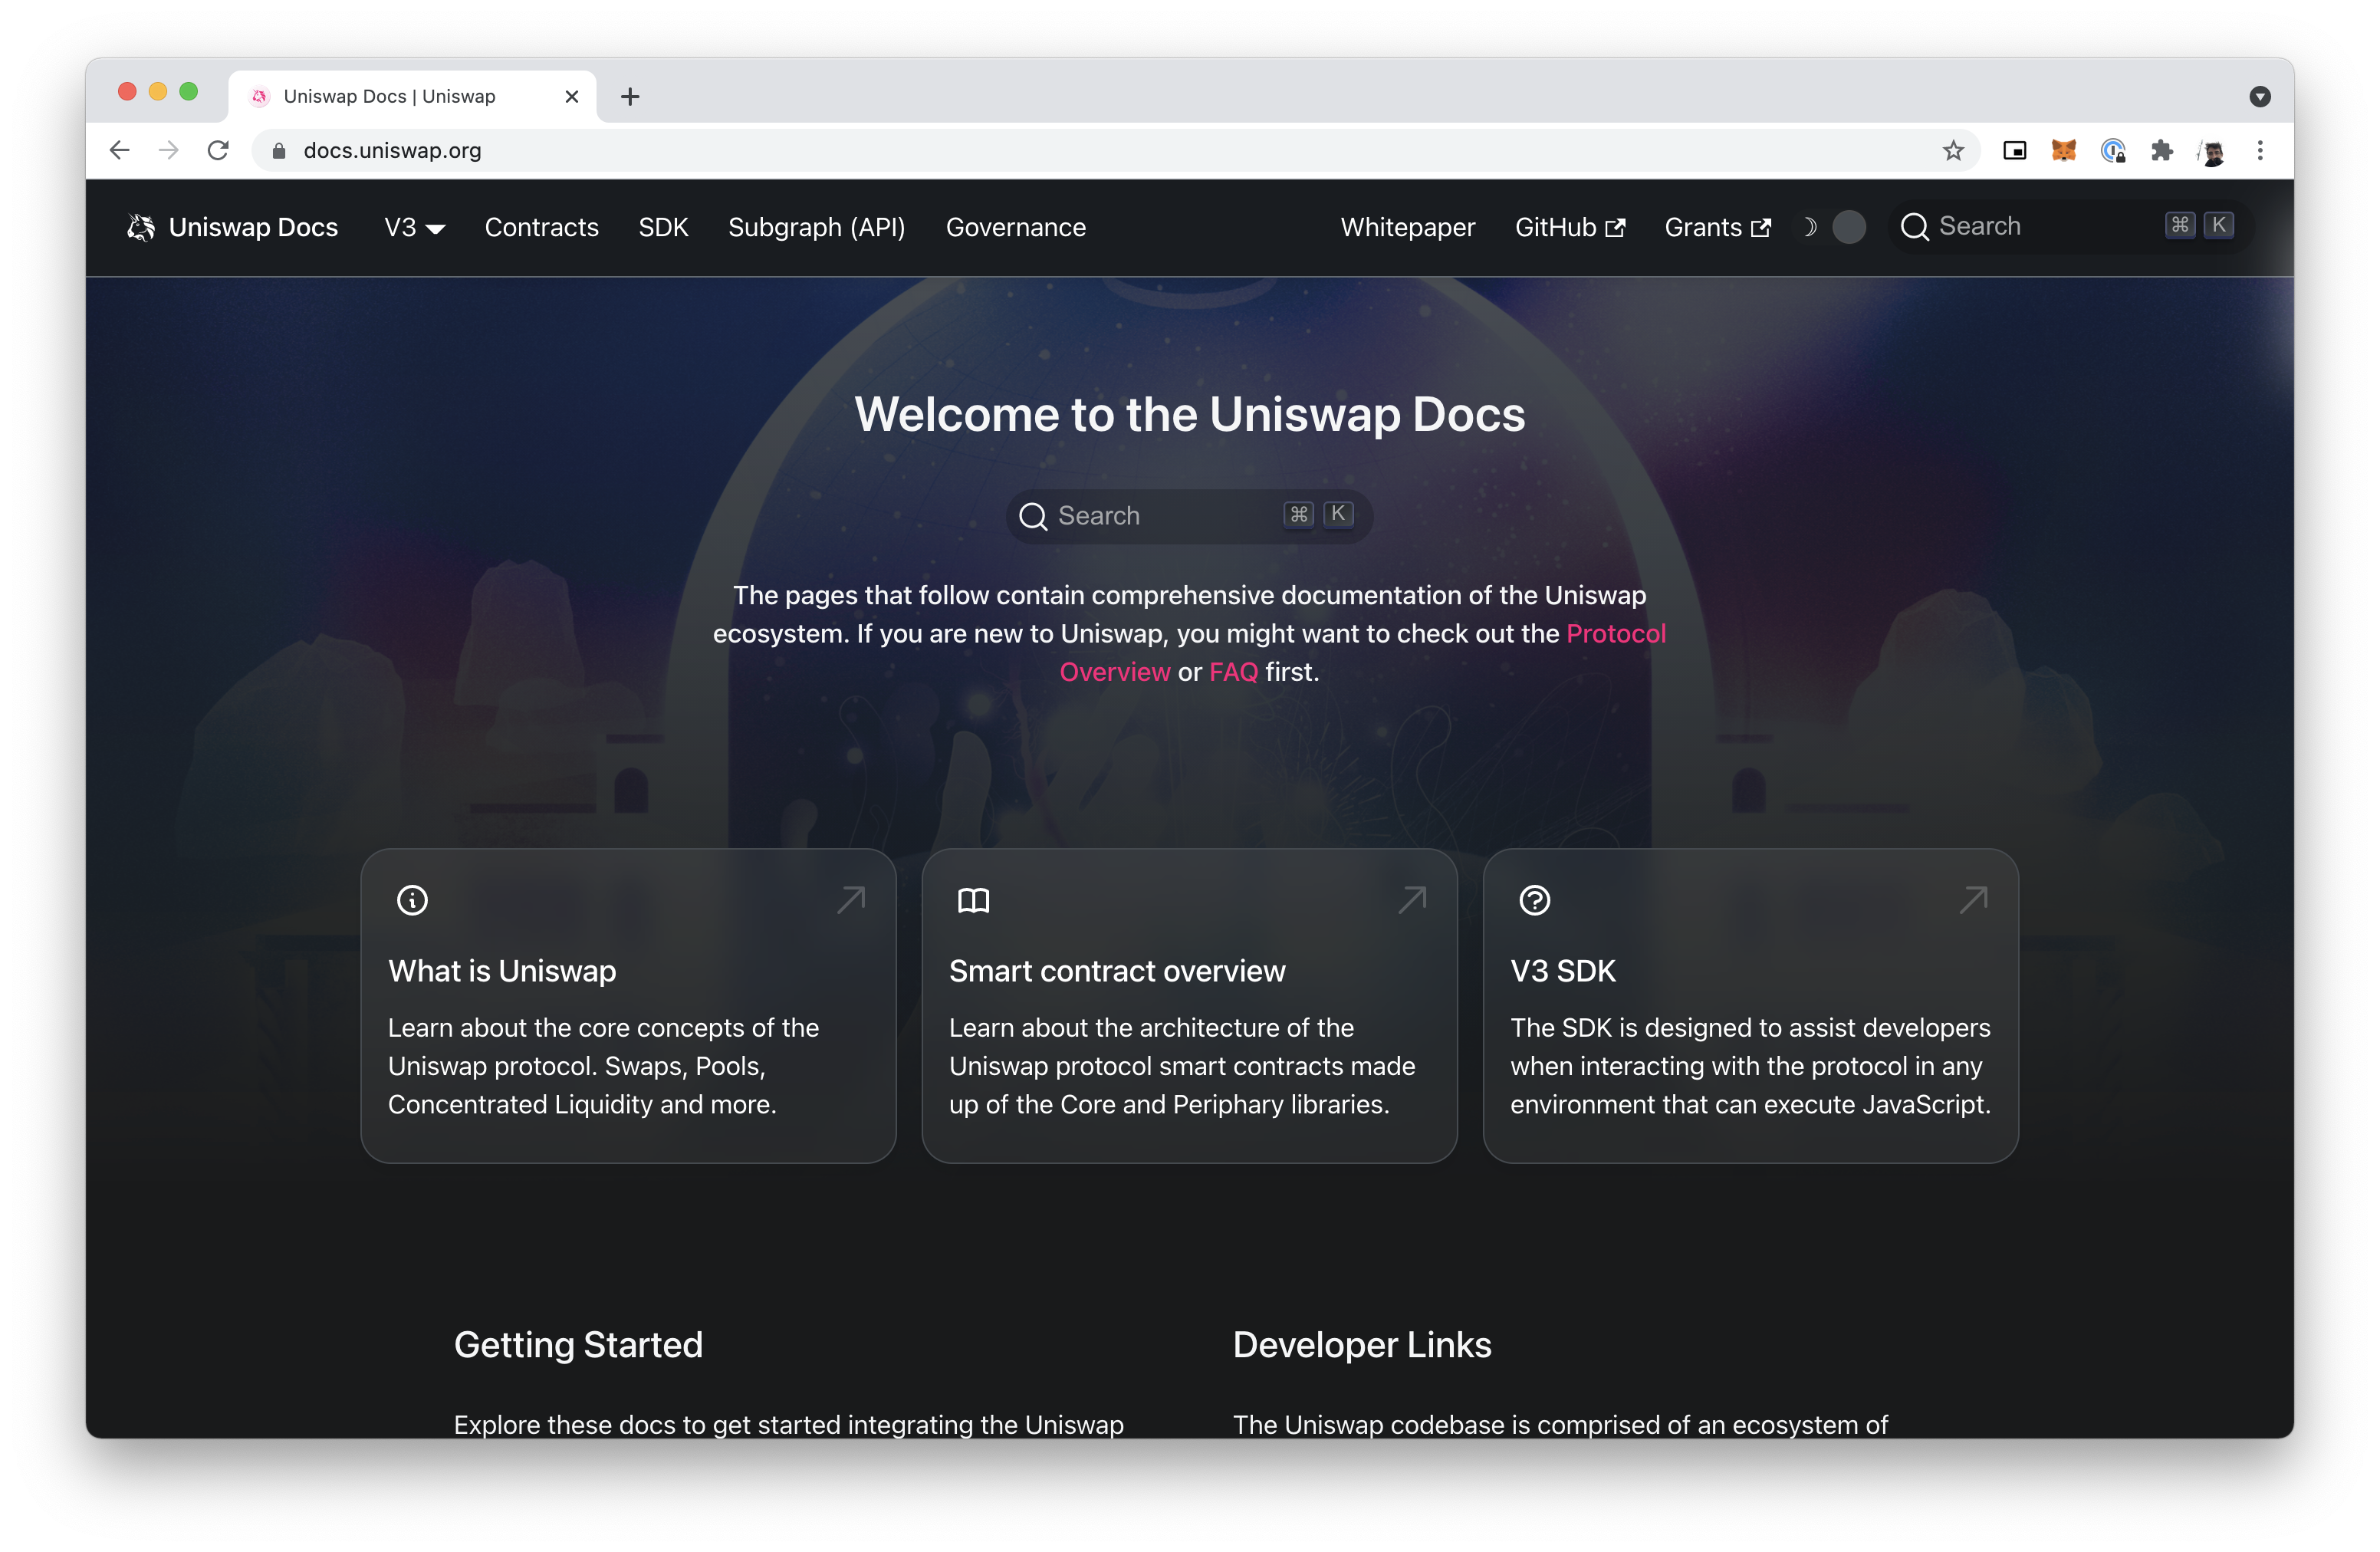 Uniswap Docs | Uniswap
docs.uniswap.org
Uniswap Docs V3 Contracts SDK Subgraph (API) Governance Whitepaper GitHub Grants Search ⌘ K
Welcome to the Uniswap Docs
Search ⌘ K
The pages that follow contain comprehensive documentation of the Uniswap
ecosystem. If you are new to Uniswap, you might want to check out the Protocol
Overview or FAQ first.
What is Uniswap
Learn about the core concepts of the
Uniswap protocol. Swaps, Pools,
Concentrated Liquidity and more.
Smart contract overview
Learn about the architecture of the
Uniswap protocol smart contracts made
up of the Core and Periphary libraries.
V3 SDK
The SDK is designed to assist developers
when interacting with the protocol in any
environment that can execute JavaScript.
Getting Started
Explore these docs to get started integrating the Uniswap
Developer Links
The Uniswap codebase is comprised of an ecosystem of